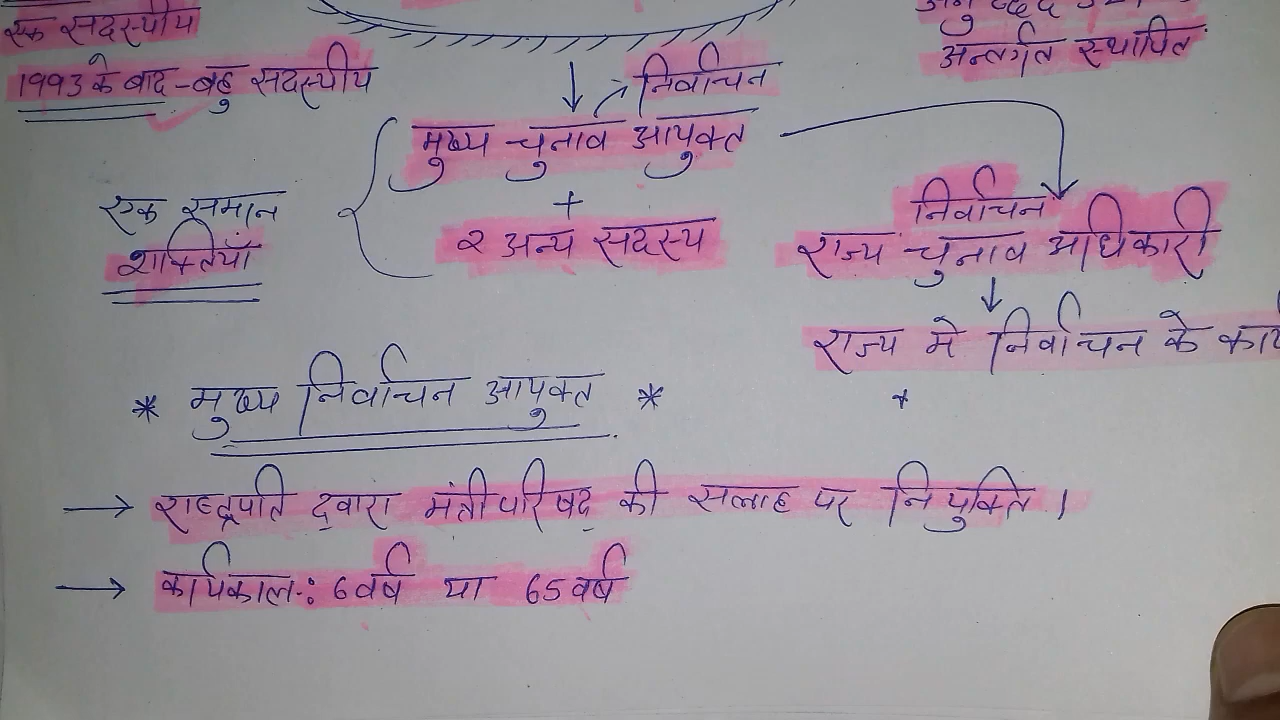 एक सदस्यीय
1993 के बाद - बहु सदस्यीय
अन्तर्गत स्थापित
निर्वाचन
मुख्य चुनाव आयुक्त
+
2 अन्य सदस्य
एक समान
शक्तियाँ
निर्वाचन
राज्य चुनाव अधिकारी
राज्य मे निर्वाचन के
* मुख्य निर्वाचन आयुक्त *
→ राष्ट्रपति द्वारा मंत्रीपरिषद् की सलाह पर नियुक्ति ।
→ कार्यकाल-: 6 वर्ष या 65 वर्ष